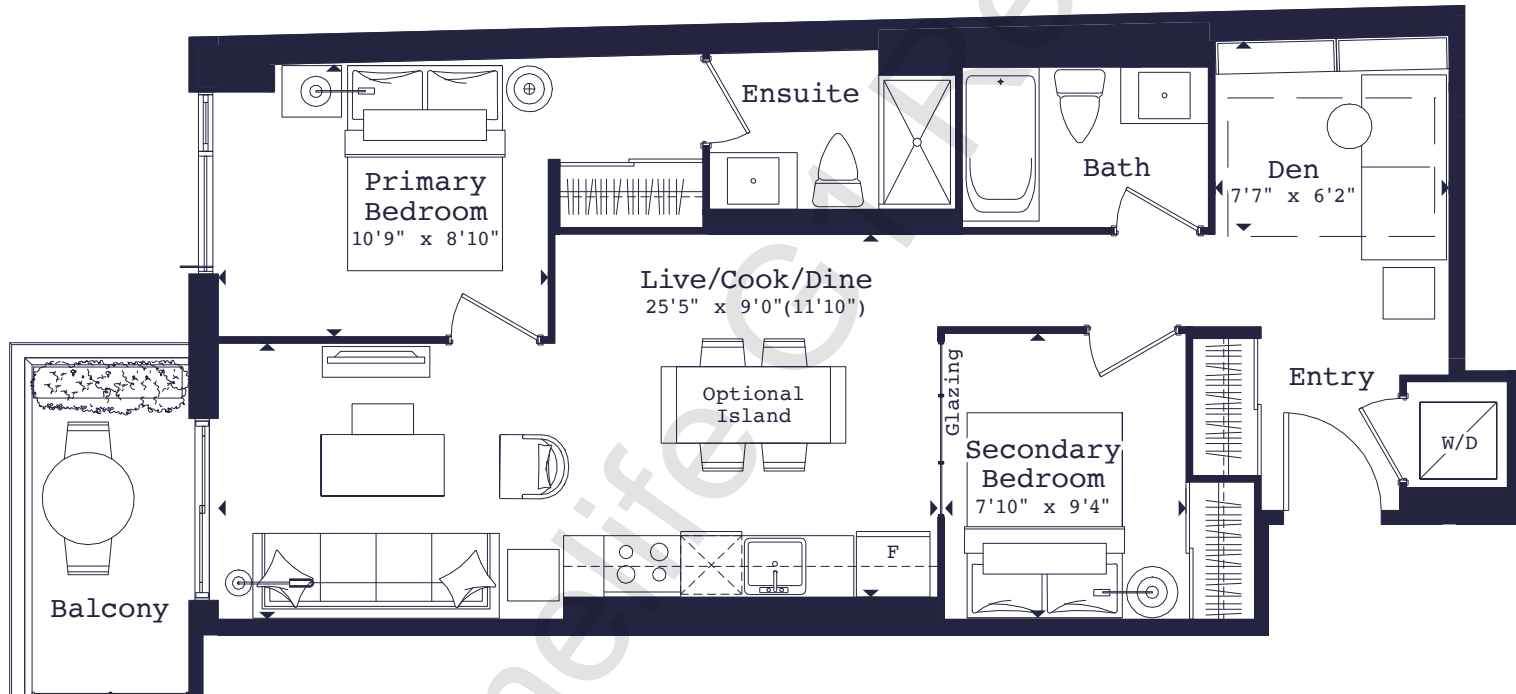 Ensuite
Primary
Bedroom
10'9" x 8'10"
Bath
Den
7'7" x 6'2"
Live/Cook/Dine
25'5" x 9'0"(11'10")
Optional
Island
Glazing
Secondary
Bedroom
7'10" x 9'4"
Entry
W/D
F
Balcony